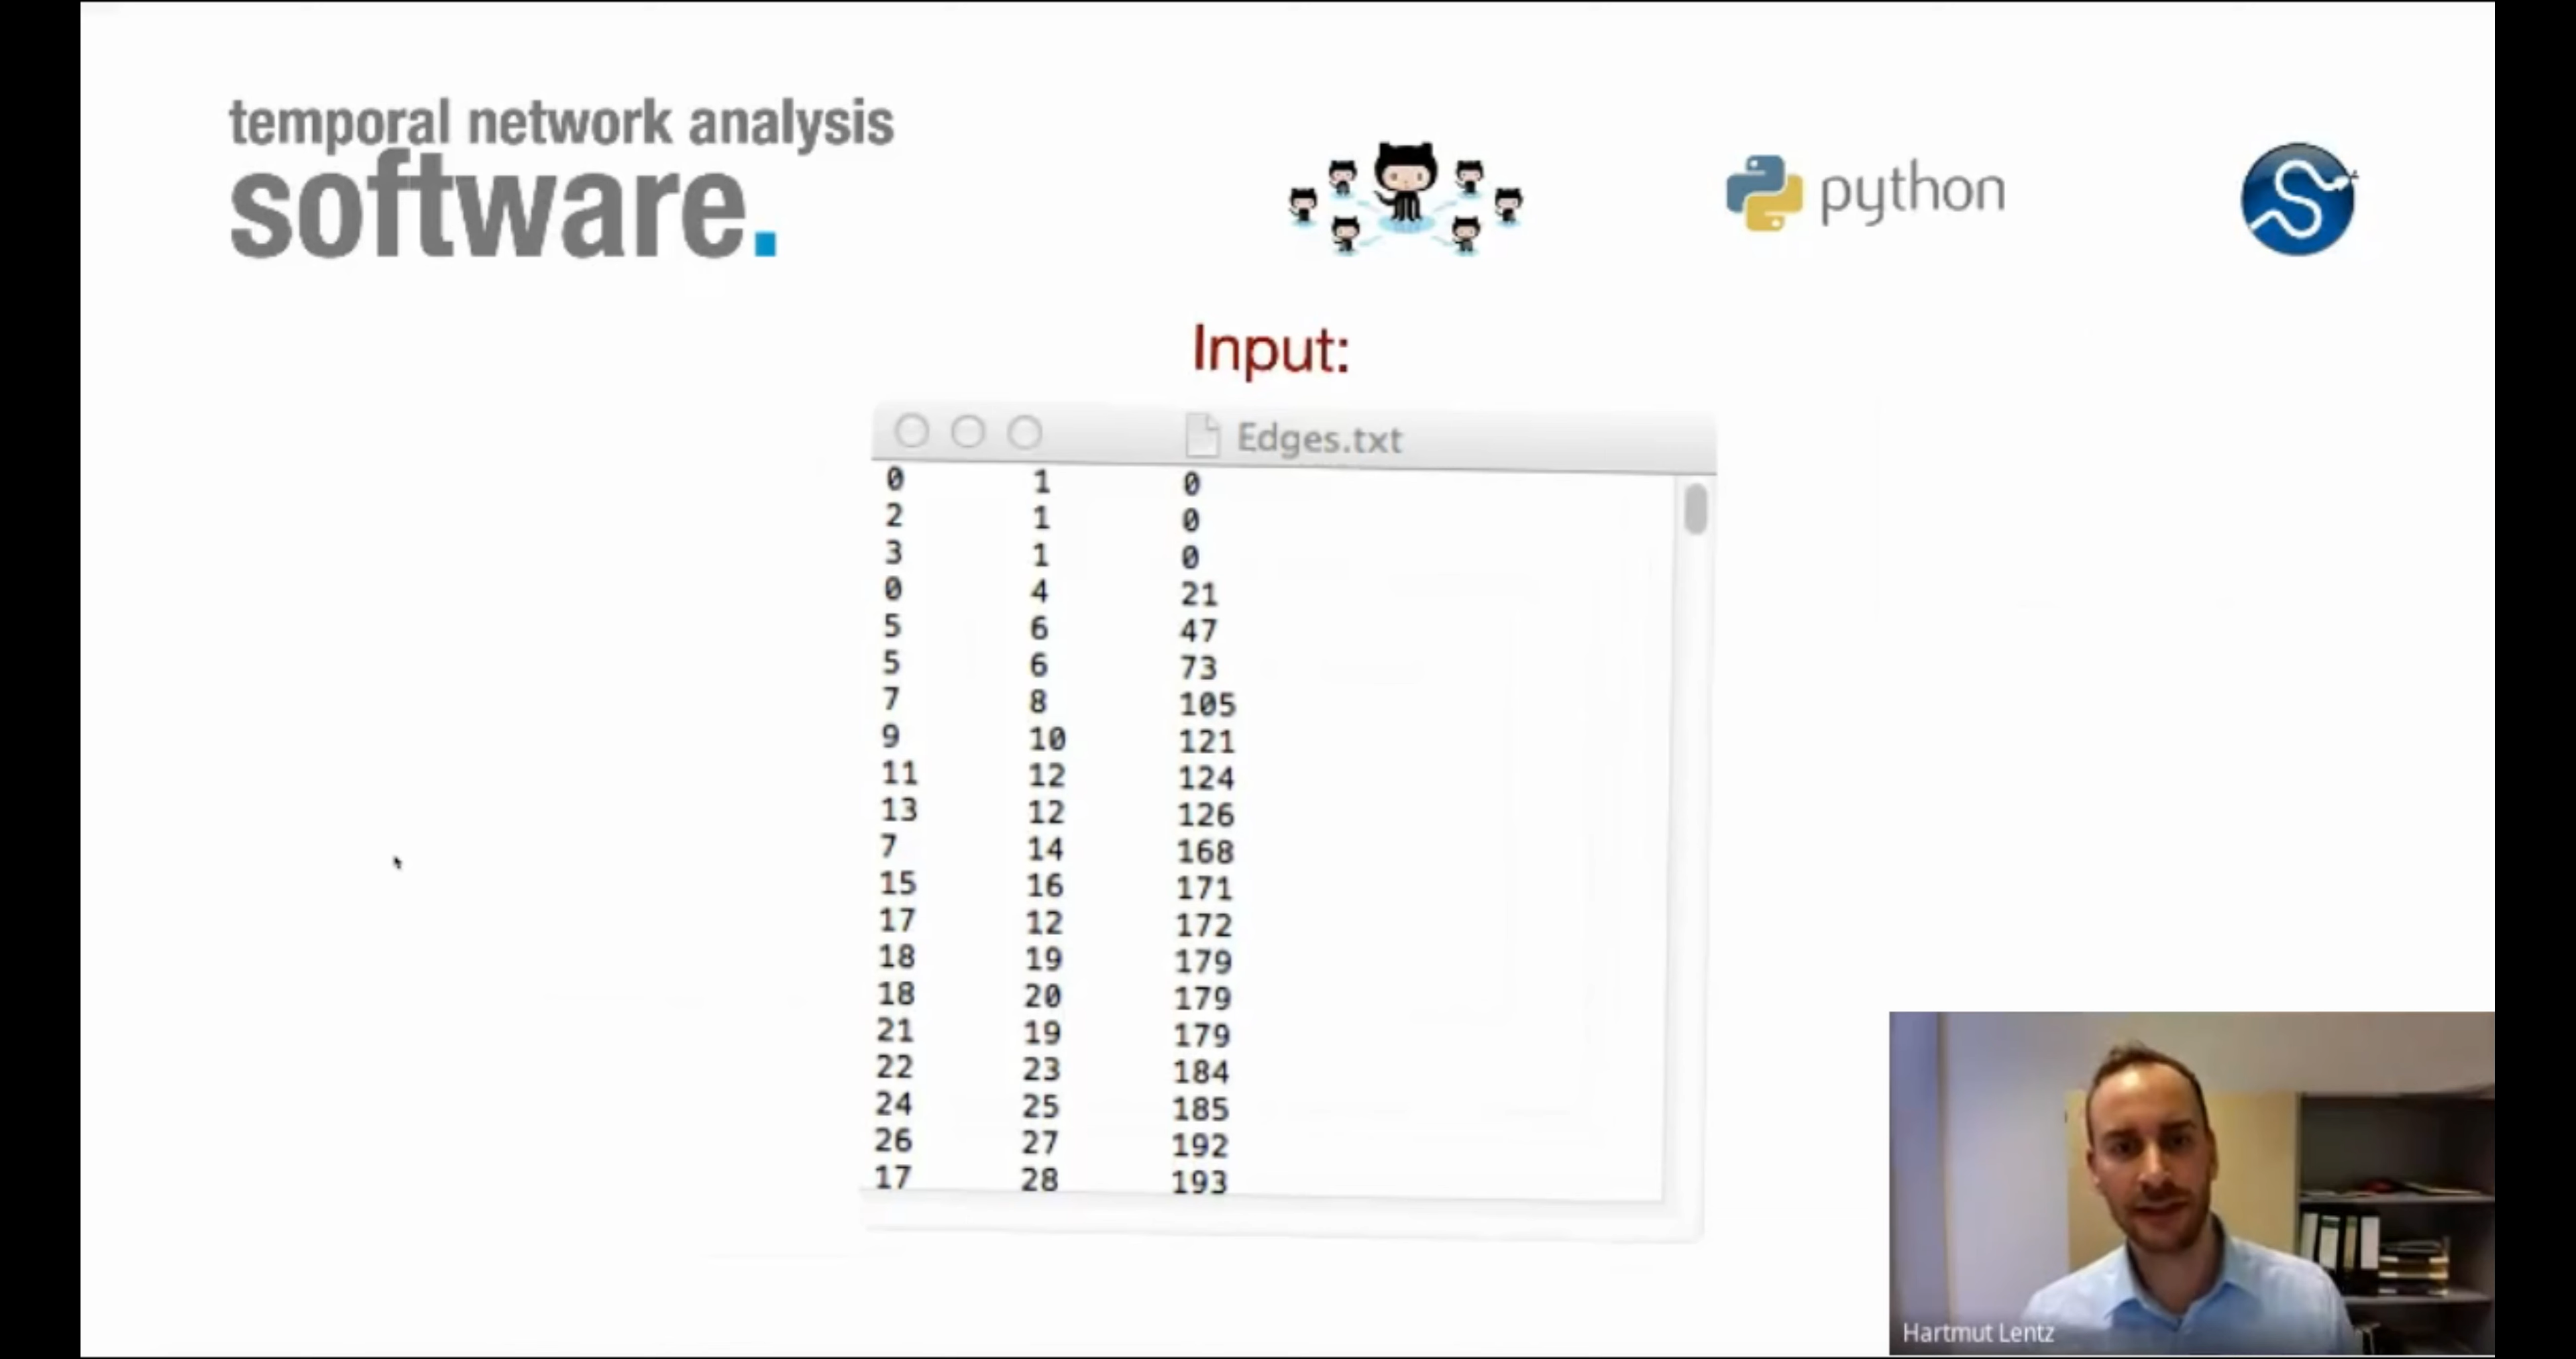 temporal network analysis
software.
python
Input:
Edges.txt
0 1 0
2 1 0
3 1 0
0 4 21
5 6 47
5 6 73
7 8 105
9 10 121
11 12 124
13 12 126
7 14 168
15 16 171
17 12 172
18 19 179
18 20 179
21 19 179
22 23 184
24 25 185
26 27 192
17 28 193
Hartmut Lentz